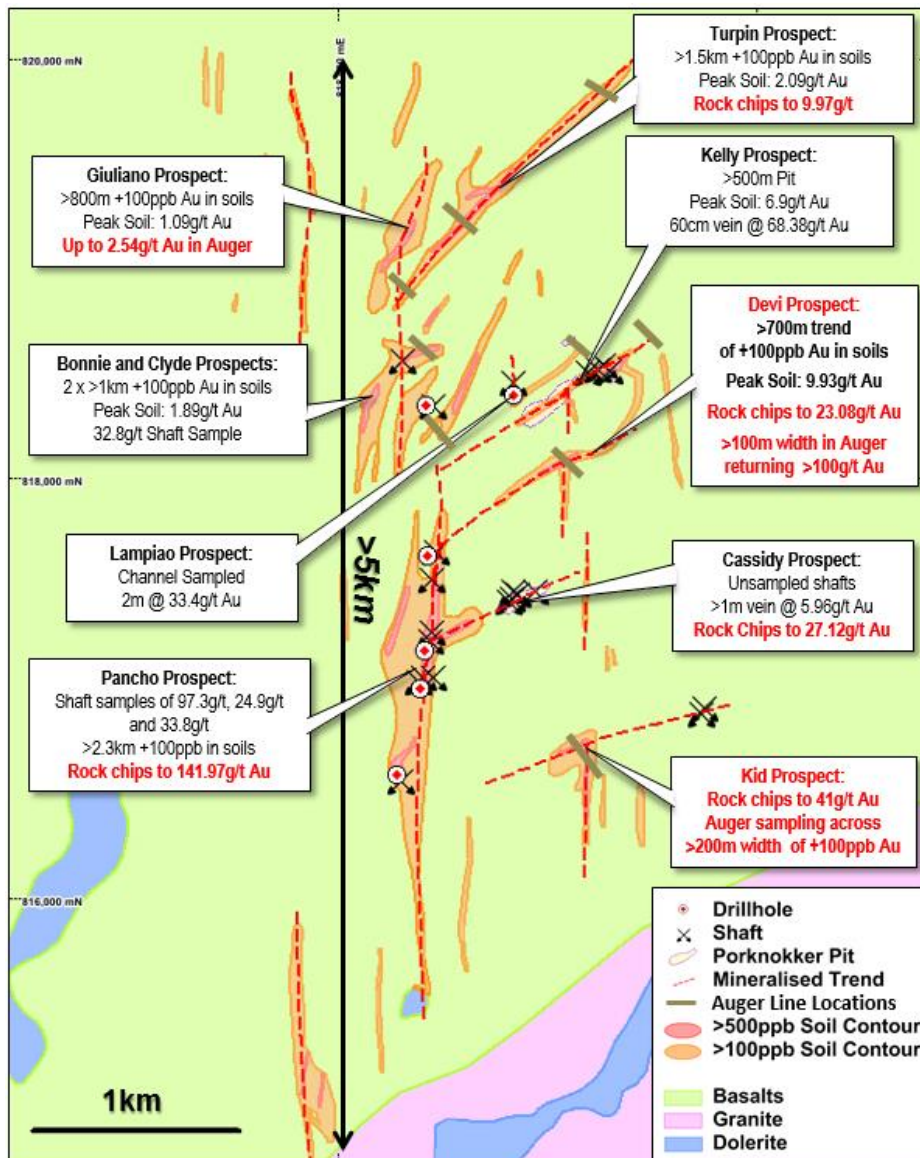 820,000 mN
Turpin Prospect:
>1.5km +100ppb Au in soils
Peak Soil: 2.09g/t Au
Rock chips to 9.97g/t
Giuliano Prospect:
>800m +100ppb Au in soils
Peak Soil: 1.09g/t Au
Up to 2.54g/t Au in Auger
Kelly Prospect:
>500m Pit
Peak Soil: 6.9g/t Au
60cm vein @ 68.38g/t Au
Devi Prospect:
>700m trend
of +100ppb Au in soils
Peak Soil: 9.93g/t Au
Rock chips to 23.08g/t Au
>100m width in Auger
returning >100g/t Au
Bonnie and Clyde Prospects:
2 x >1km +100ppb Au in soils
Peak Soil: 1.89g/t Au
32.8g/t Shaft Sample
818,000 mN
Lampiao Prospect:
Channel Sampled
2m @ 33.4g/t Au
>5km
Cassidy Prospect:
Unsampled shafts
>1m vein @ 5.96g/t Au
Rock Chips to 27.12g/t Au
Pancho Prospect:
Shaft samples of 97.3g/t, 24.9g/t
and 33.8g/t
>2.3km +100ppb in soils
Rock chips to 141.97g/t Au
Kid Prospect:
Rock chips to 41g/t Au
Auger sampling across
>200m width of +100ppb Au
816,000 mN
1km
Drillhole
Shaft
Porknokker Pit
Mineralised Trend
Auger Line Locations
>500ppb Soil Contour
>100ppb Soil Contour
Basalts
Granite
Dolerite